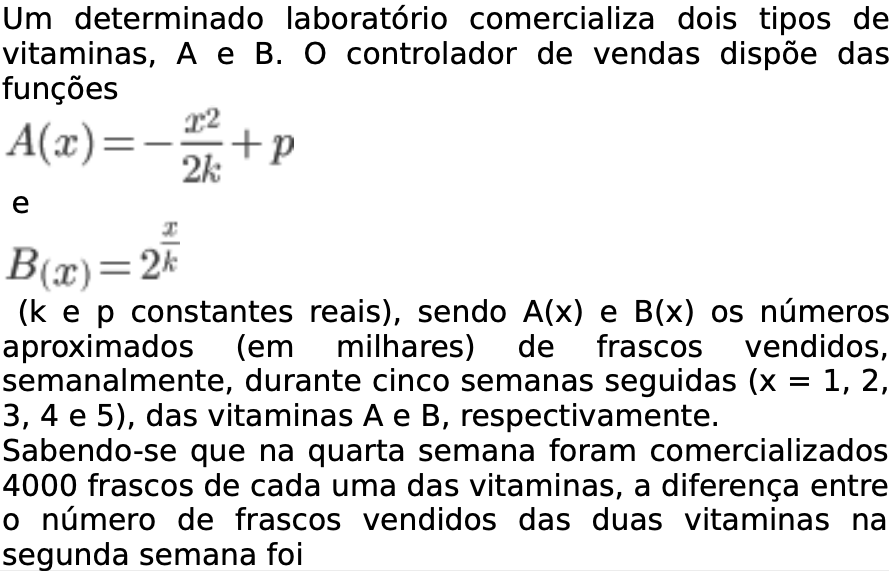 Um determinado laboratório comercializa dois tipos de
vitaminas, A e B. O controlador de vendas dispõe das
funções
A(x) = −x²/2k + p
e
B(x) = 2^(x/k)
(k e p constantes reais), sendo A(x) e B(x) os números
aproximados (em milhares) de frascos vendidos,
semanalmente, durante cinco semanas seguidas (x = 1, 2,
3, 4 e 5), das vitaminas A e B, respectivamente.
Sabendo-se que na quarta semana foram comercializados
4000 frascos de cada uma das vitaminas, a diferença entre
o número de frascos vendidos das duas vitaminas na
segunda semana foi